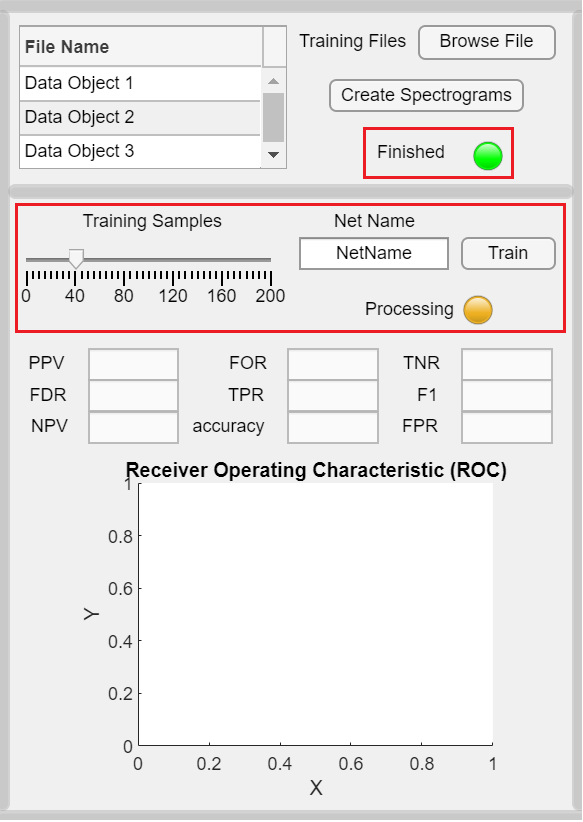 File Name
Data Object 1
Data Object 2
Data Object 3
Training Files
Browse File
Create Spectrograms
Finished
Training Samples
0 40 80 120 160 200
Net Name
NetName
Train
Processing
PPV FOR TNR
FDR TPR F1
NPV accuracy FPR
Receiver Operating Characteristic (ROC)
1
0.8
0.6
0.4
0.2
0
Y
0 0.2 0.4 0.6 0.8 1
X